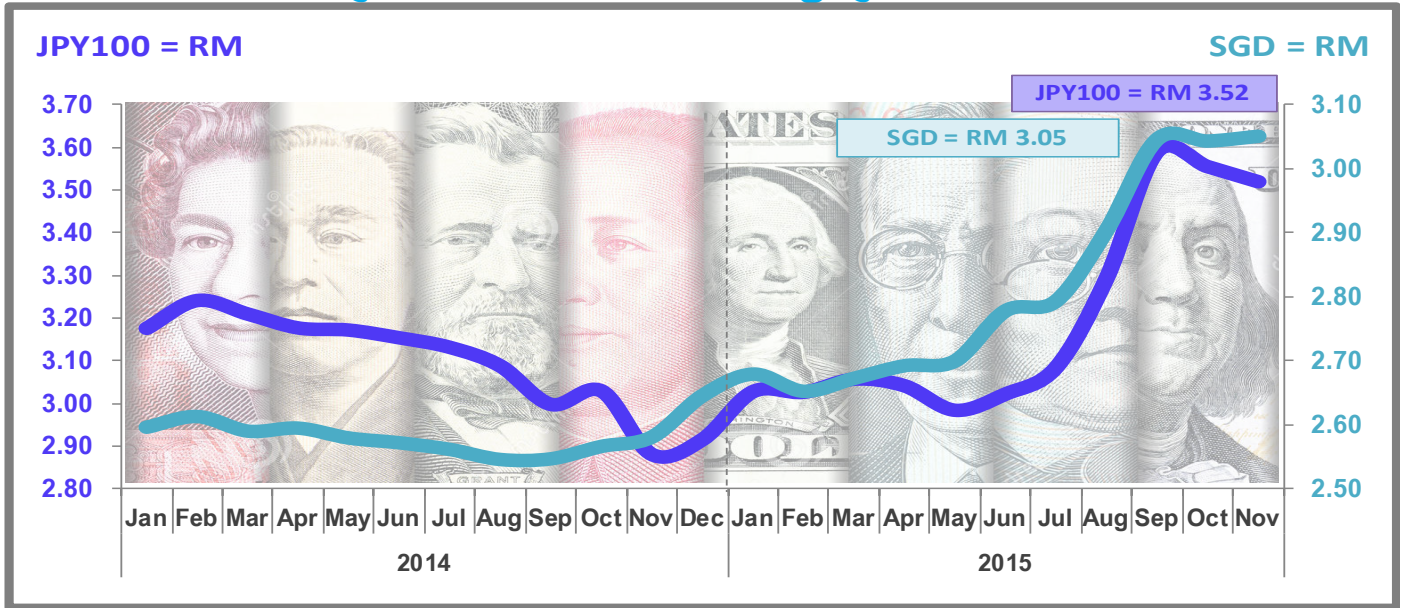 JPY100 = RM
SGD = RM
JPY100 = RM 3.52
SGD = RM 3.05
3.70 3.10
3.60 3.00
3.50
3.40 2.90
3.30
2.80
3.20
3.10 2.70
3.00 2.60
2.90
2.80 2.50
ATES
GRANT
Jan Feb Mar Apr May Jun Jul Aug Sep Oct Nov Dec Jan Feb Mar Apr May Jun Jul Aug Sep Oct Nov
2014 2015